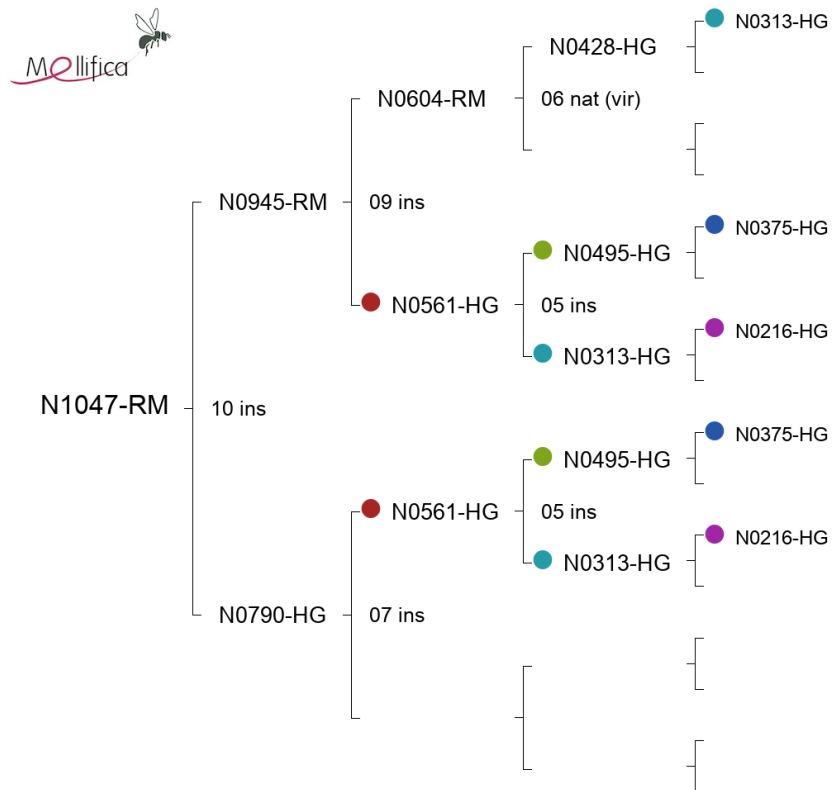 Mellifica
N0313-HG
N0428-HG
N0604-RM
06 nat (vir)
N0945-RM
09 ins
N0375-HG
N0495-HG
N0561-HG
05 ins
N0216-HG
N0313-HG
N1047-RM
10 ins
N0375-HG
N0495-HG
N0561-HG
05 ins
N0216-HG
N0313-HG
N0790-HG
07 ins